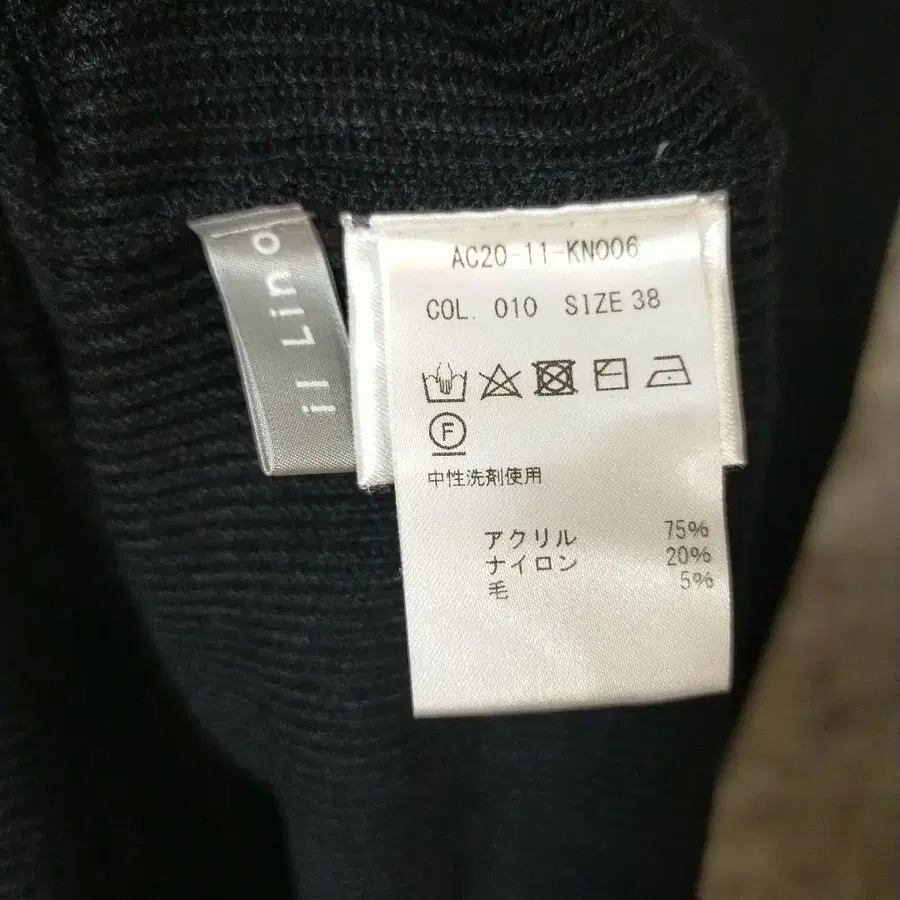 il Lino
AC20-11-KN006
COL. 010 SIZE 38
F
中性洗剤使用
アクリル 75%
ナイロン 20%
毛 5%